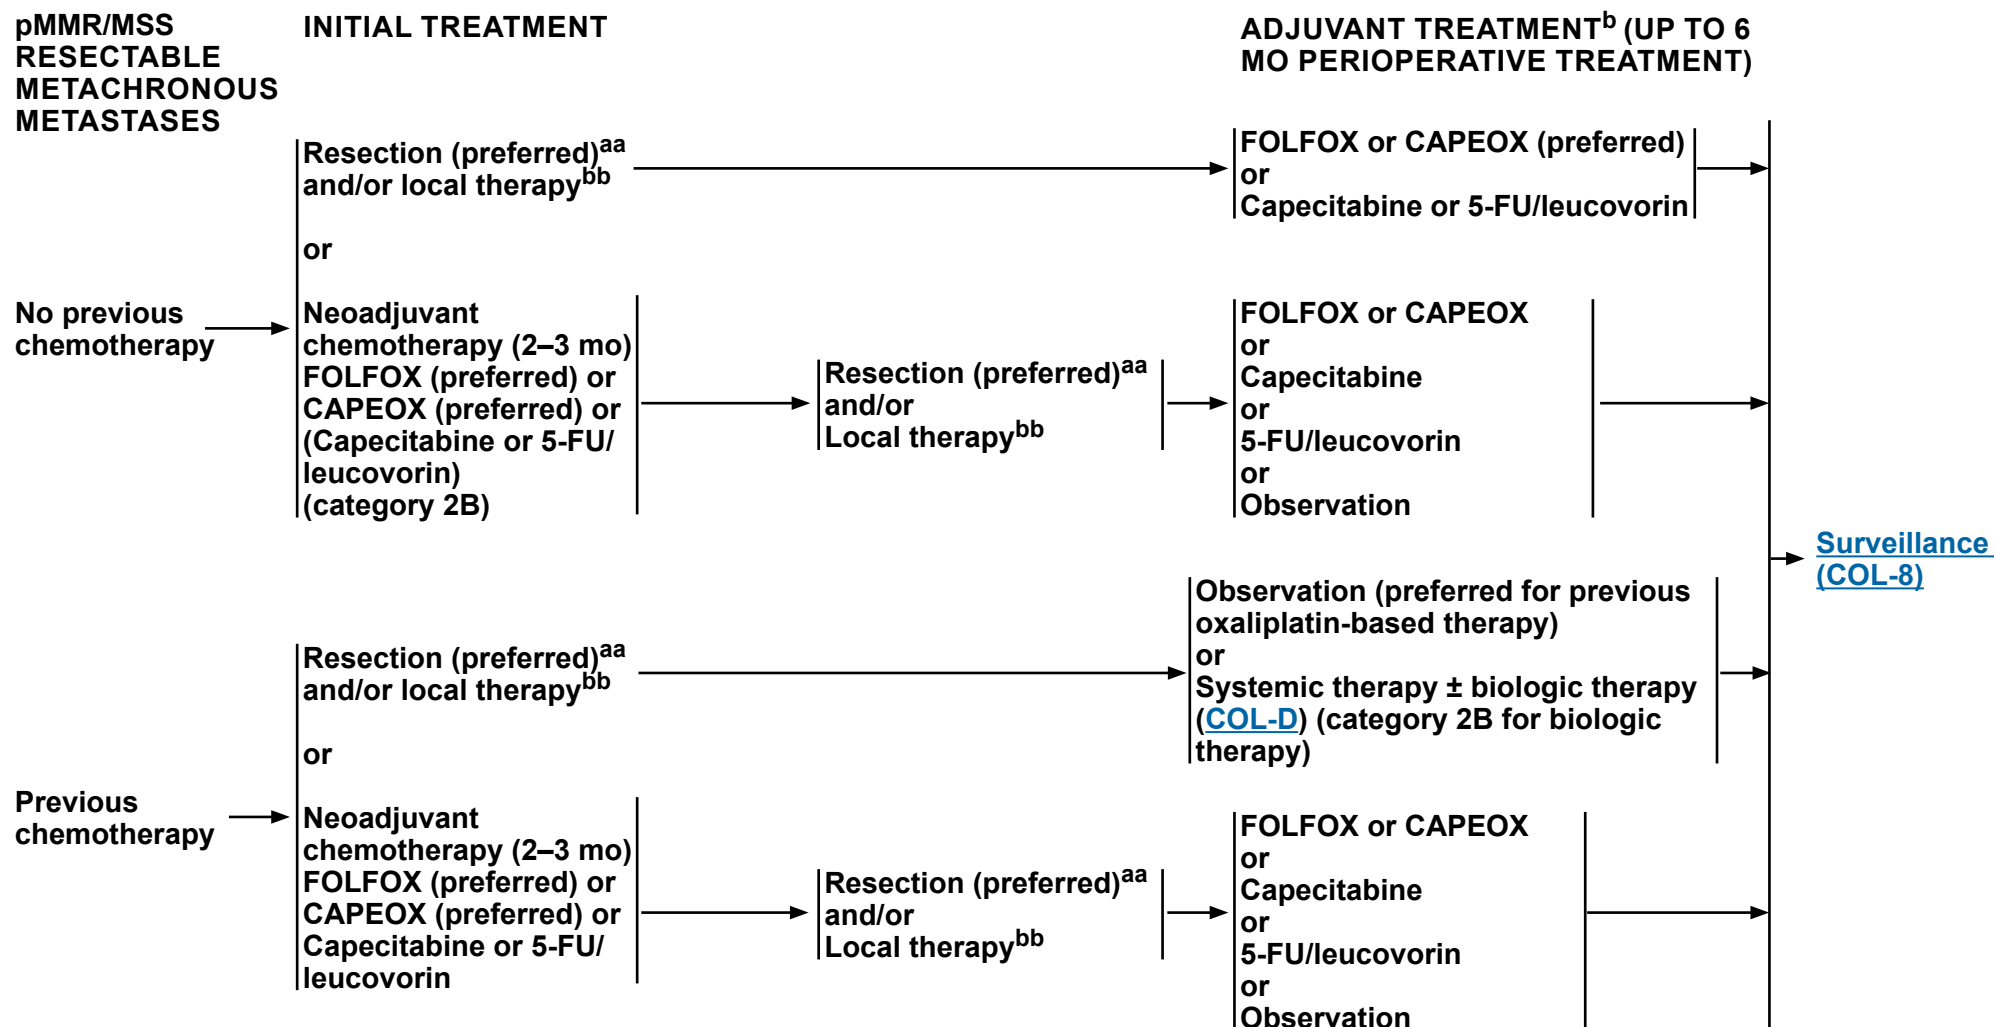 pMMR/MSS
RESECTABLE
METACHRONOUS
METASTASES
INITIAL TREATMENT
ADJUVANT TREATMENTb (UP TO 6
MO PERIOPERATIVE TREATMENT)
No previous
chemotherapy
Resection (preferred)aa
and/or local therapybb
or
Neoadjuvant
chemotherapy (2–3 mo)
FOLFOX (preferred) or
CAPEOX (preferred) or
(Capecitabine or 5-FU/
leucovorin)
(category 2B)
Resection (preferred)aa
and/or
Local therapybb
FOLFOX or CAPEOX (preferred)
or
Capecitabine or 5-FU/leucovorin
FOLFOX or CAPEOX
or
Capecitabine
or
5-FU/leucovorin
or
Observation
Previous
chemotherapy
Resection (preferred)aa
and/or local therapybb
or
Neoadjuvant
chemotherapy (2–3 mo)
FOLFOX (preferred) or
CAPEOX (preferred) or
Capecitabine or 5-FU/
leucovorin
Resection (preferred)aa
and/or
Local therapybb
Observation (preferred for previous
oxaliplatin-based therapy)
or
Systemic therapy ± biologic therapy
(COL-D) (category 2B for biologic
therapy)
FOLFOX or CAPEOX
or
Capecitabine
or
5-FU/leucovorin
or
Observation
Surveillance
(COL-8)